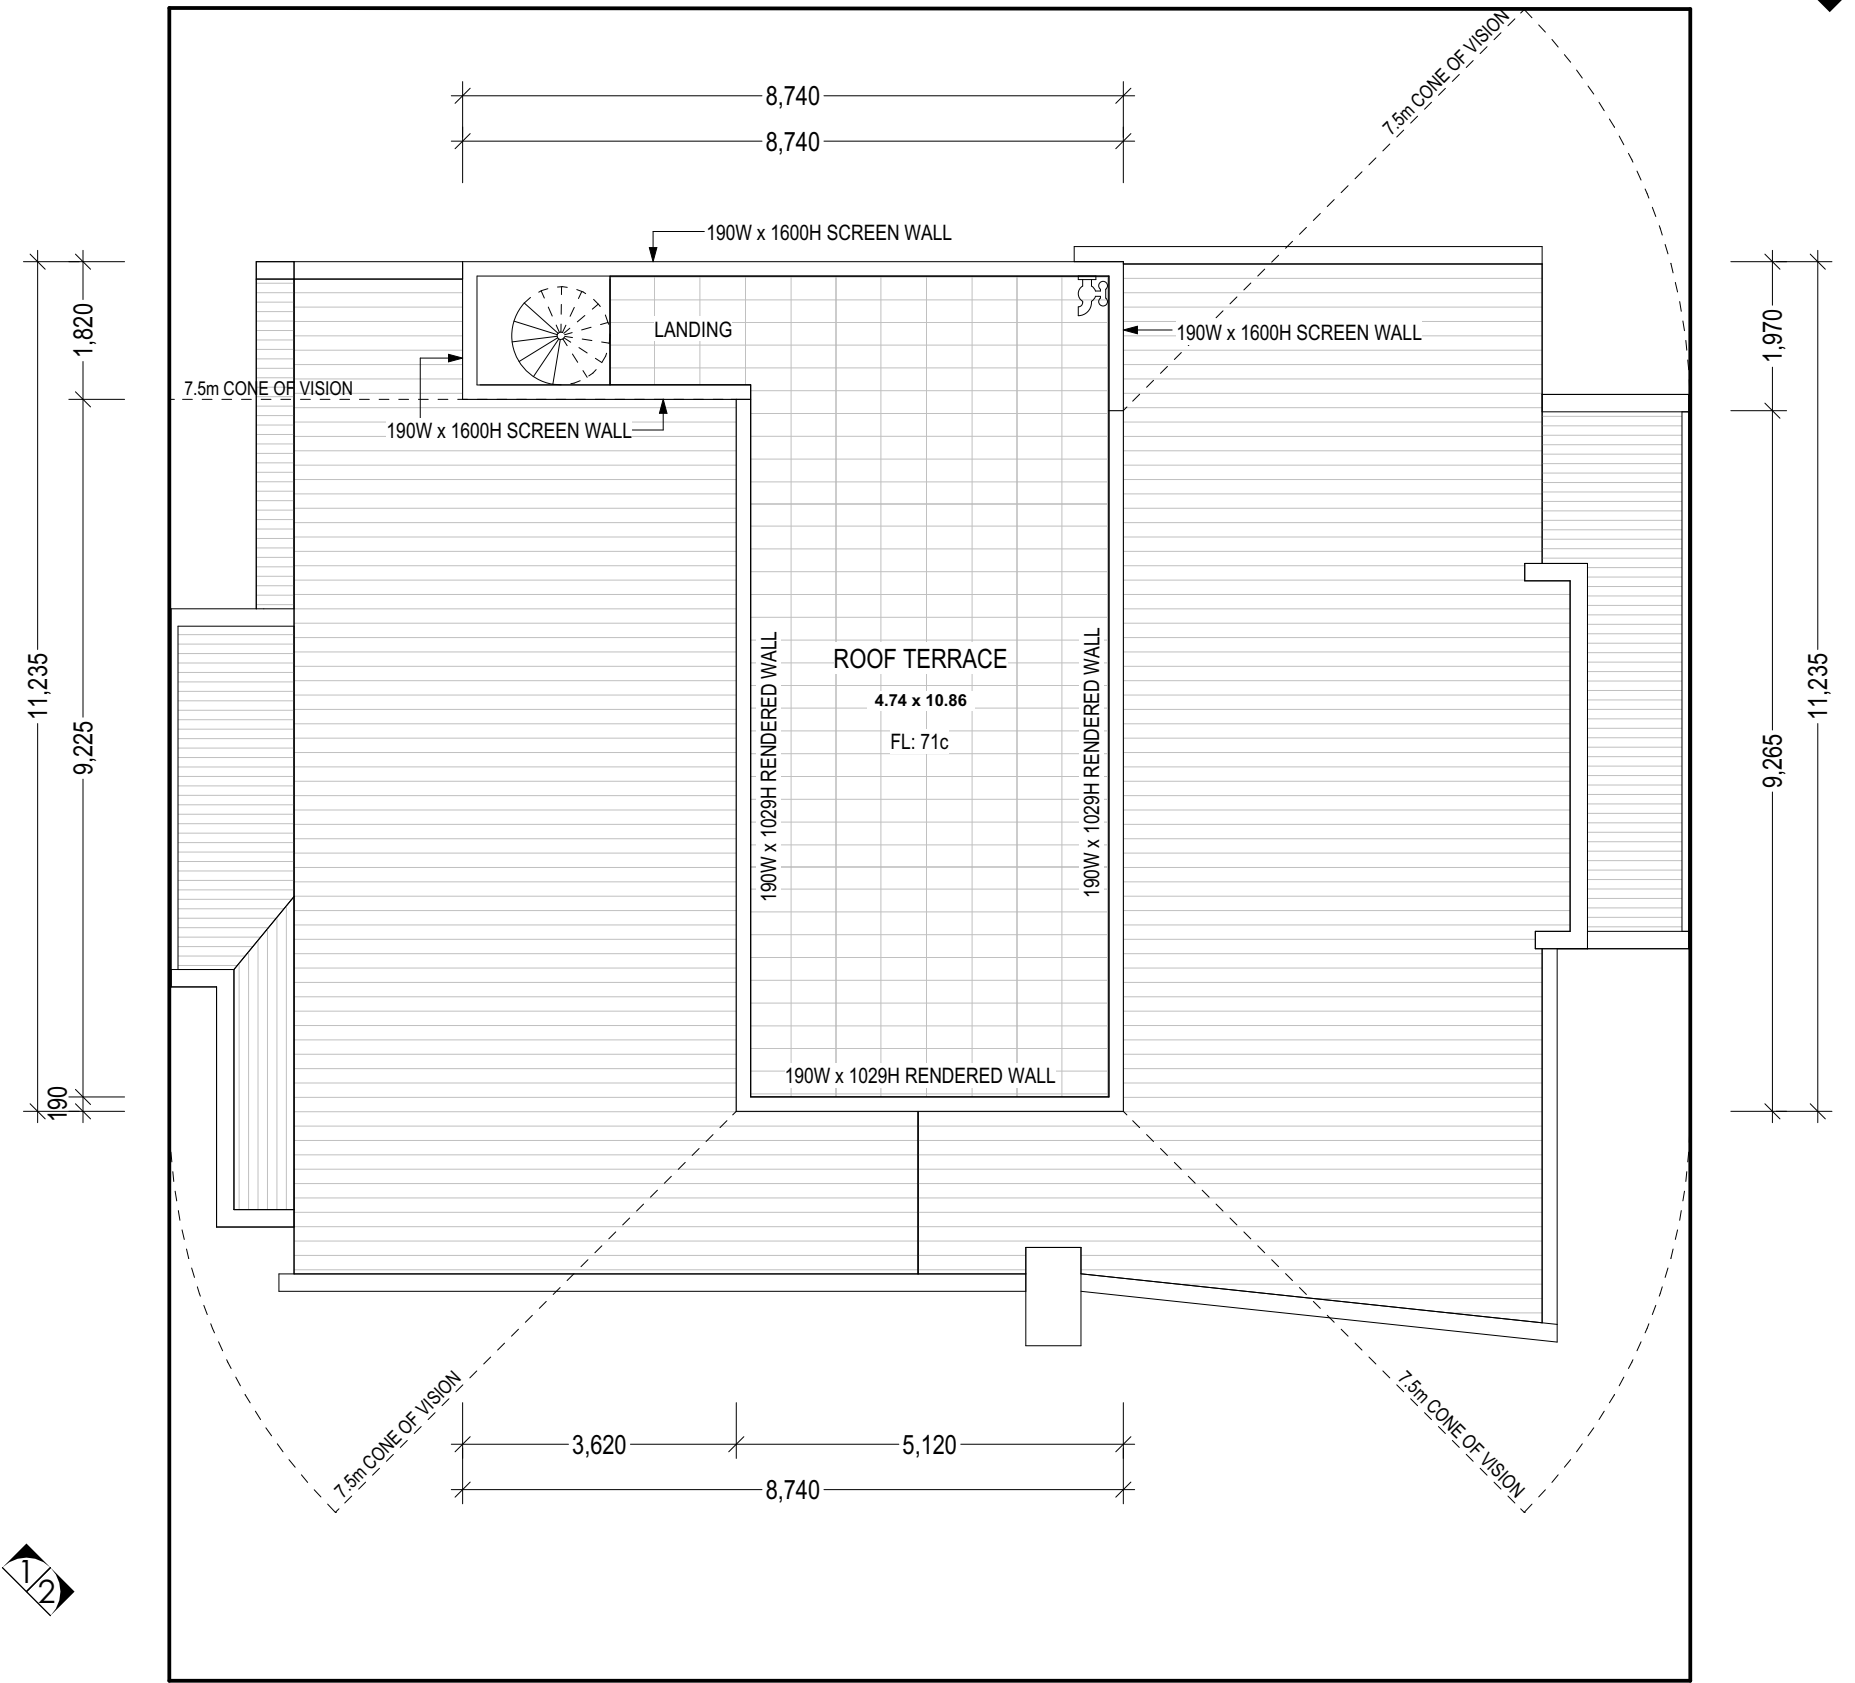 7.5m CONE OF VISION
8,740
8,740
190W x 1600H SCREEN WALL
1,820
LANDING
190W x 1600H SCREEN WALL
1,970
7.5m CONE OF VISION
190W x 1600H SCREEN WALL
11,235
9,225
190
190W x 1029H RENDERED WALL
ROOF TERRACE
4.74 x 10.86
FL: 71c
190W x 1029H RENDERED WALL
9,265
11,235
190W x 1029H RENDERED WALL
7.5m CONE OF VISION
7.5m CONE OF VISION
3,620
5,120
8,740
1
2